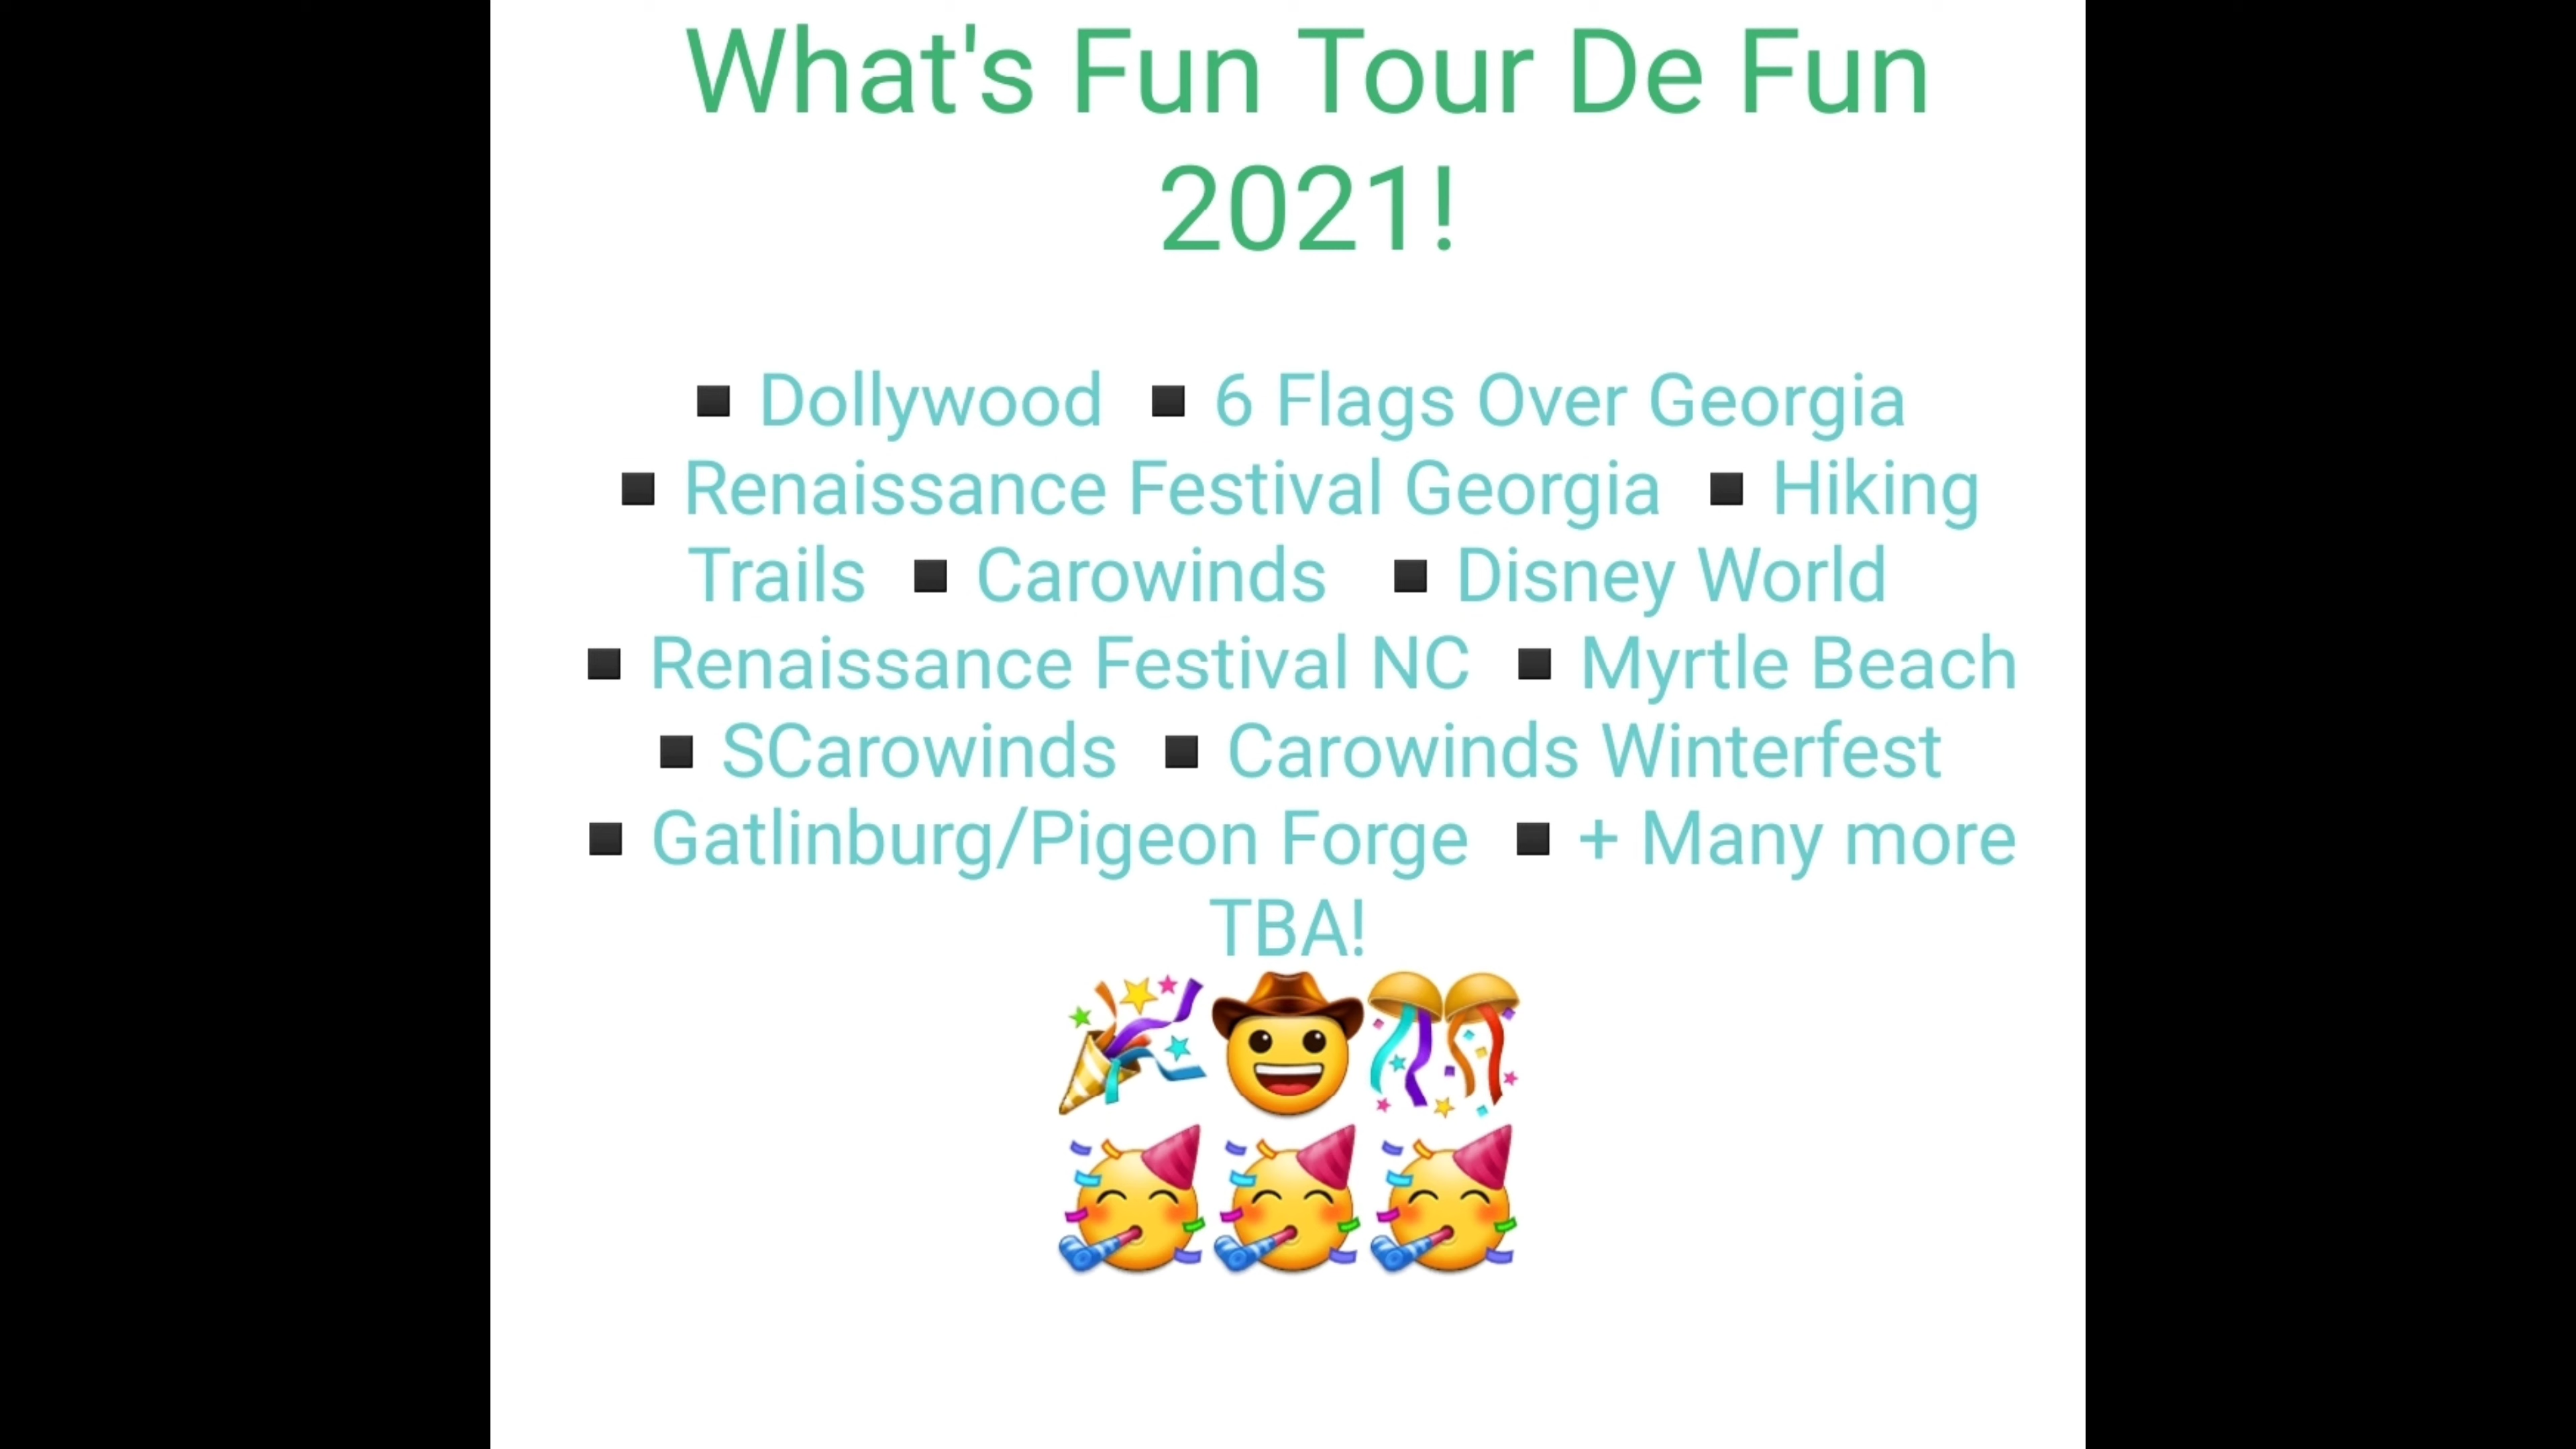 What's Fun Tour De Fun
2021!
▪ Dollywood ▪ 6 Flags Over Georgia
▪ Renaissance Festival Georgia ▪ Hiking
Trails ▪ Carowinds ▪ Disney World
▪ Renaissance Festival NC ▪ Myrtle Beach
▪ SCarowinds ▪ Carowinds Winterfest
▪ Gatlinburg/Pigeon Forge ▪ + Many more
TBA!